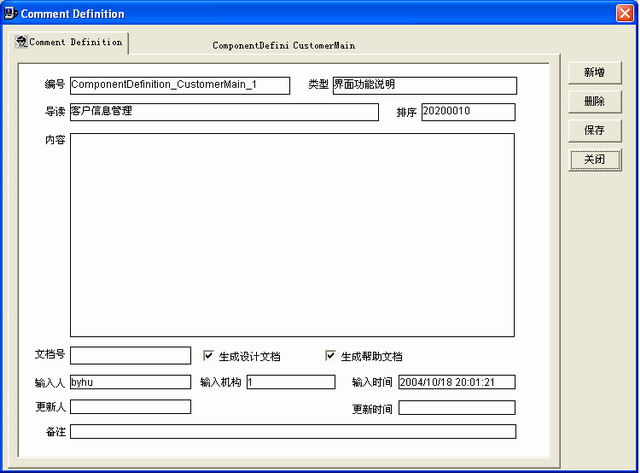 Comment Definition
Comment Definition
ComponentDefini CustomerMain
编号 ComponentDefinition_CustomerMain_1 类型 界面功能说明 新增
导读 客户信息管理 排序 20200010 删除
内容 保存
关闭
文档号 生成设计文档 生成帮助文档
输入人 byhu 输入机构 1 输入时间 2004/10/18 20:01:21
更新人 更新时间
备注